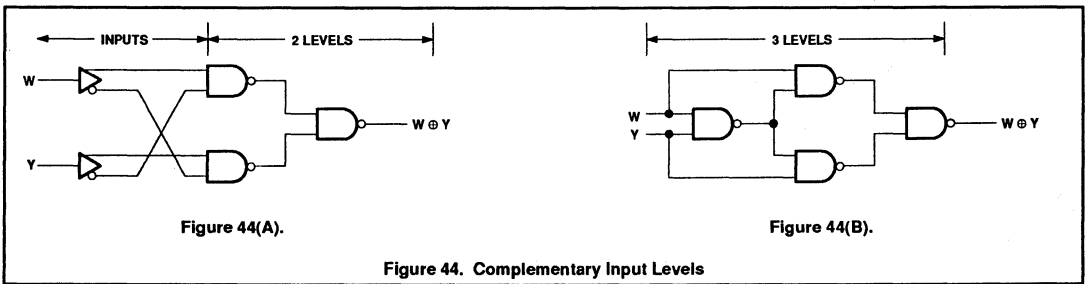 INPUTS 2 LEVELS
W
Y
W ⊕ Y
Figure 44(A).
3 LEVELS
W
Y
W ⊕ Y
Figure 44(B).
Figure 44. Complementary Input Levels